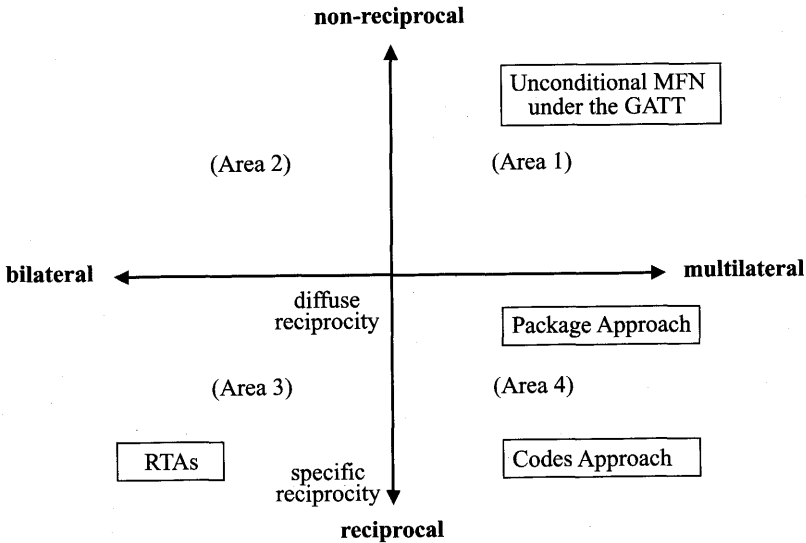 non-reciprocal
Unconditional MFN
under the GATT
(Area 2)
(Area 1)
bilateral
multilateral
diffuse
reciprocity
Package Approach
(Area 3)
(Area 4)
RTAs
specific
reciprocity
Codes Approach
reciprocal